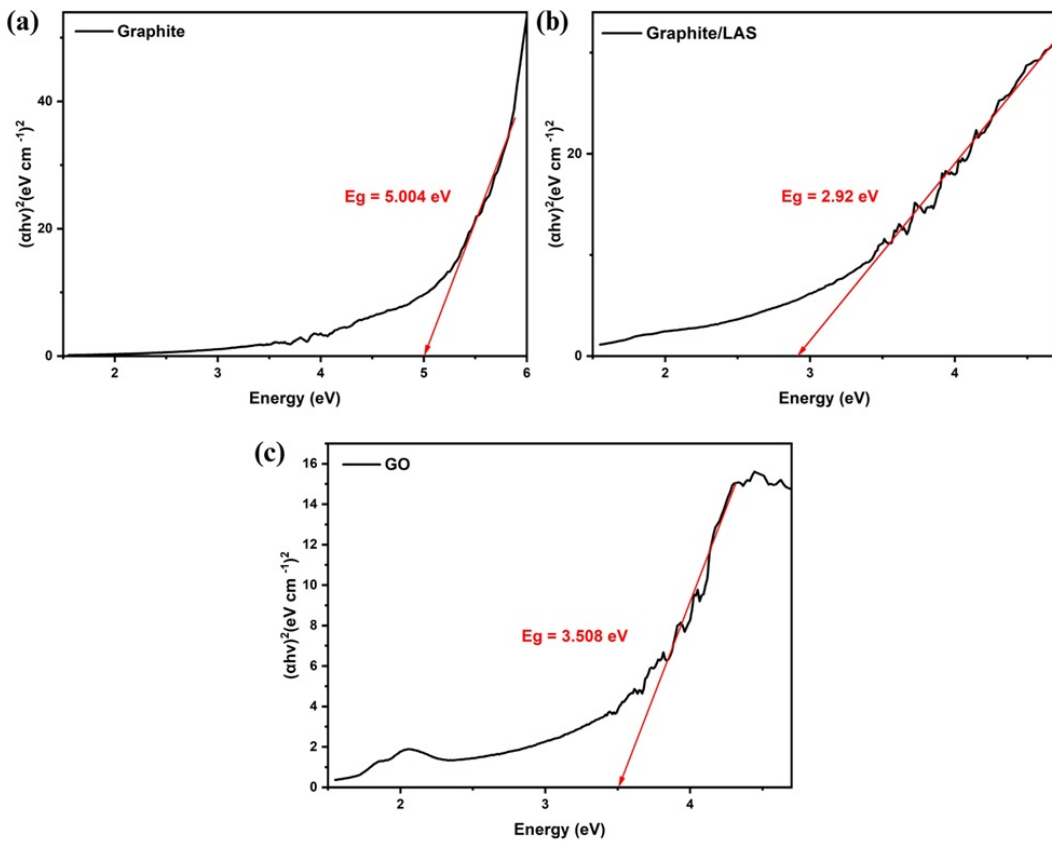 (a)
Graphite
(αhν)²(eV cm ⁻¹)²
40
20
0
Eg = 5.004 eV
2 3 4 5 6
Energy (eV)
(b)
Graphite/LAS
(αhν)²(eV cm ⁻¹)²
20
10
0
Eg = 2.92 eV
2 3 4
Energy (eV)
(c)
GO
(αhν)²(eV cm ⁻¹)²
16
14
12
10
8
6
4
2
0
Eg = 3.508 eV
2 3 4
Energy (eV)